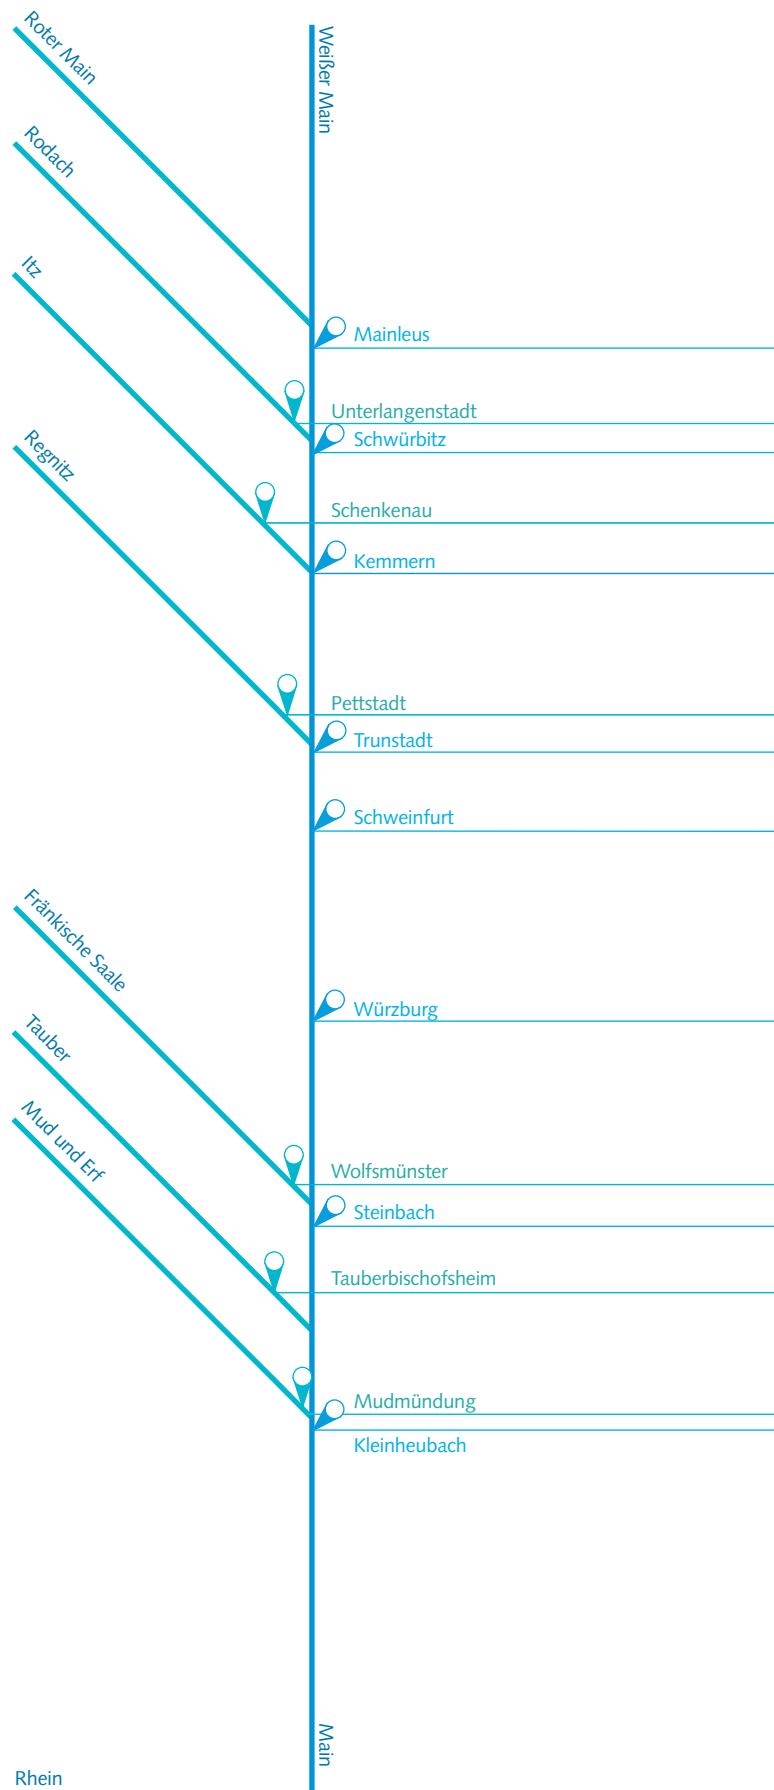 Roter Main
Weißer Main
Rodach
Itz
Mainleus
Unterlangenstadt
Schwürbitz
Regnitz
Schenkenau
Kemmern
Pettstadt
Trunstadt
Schweinfurt
Fränkische Saale
Würzburg
Tauber
Mud und Erf
Wolfsmünster
Steinbach
Tauberbischofsheim
Mudmündung
Kleinheubach
Main
Rhein